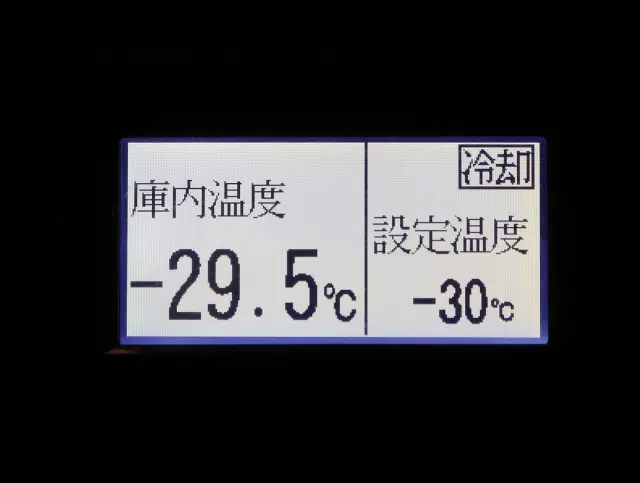 庫内温度
-29.5℃
冷却
設定温度
-30℃